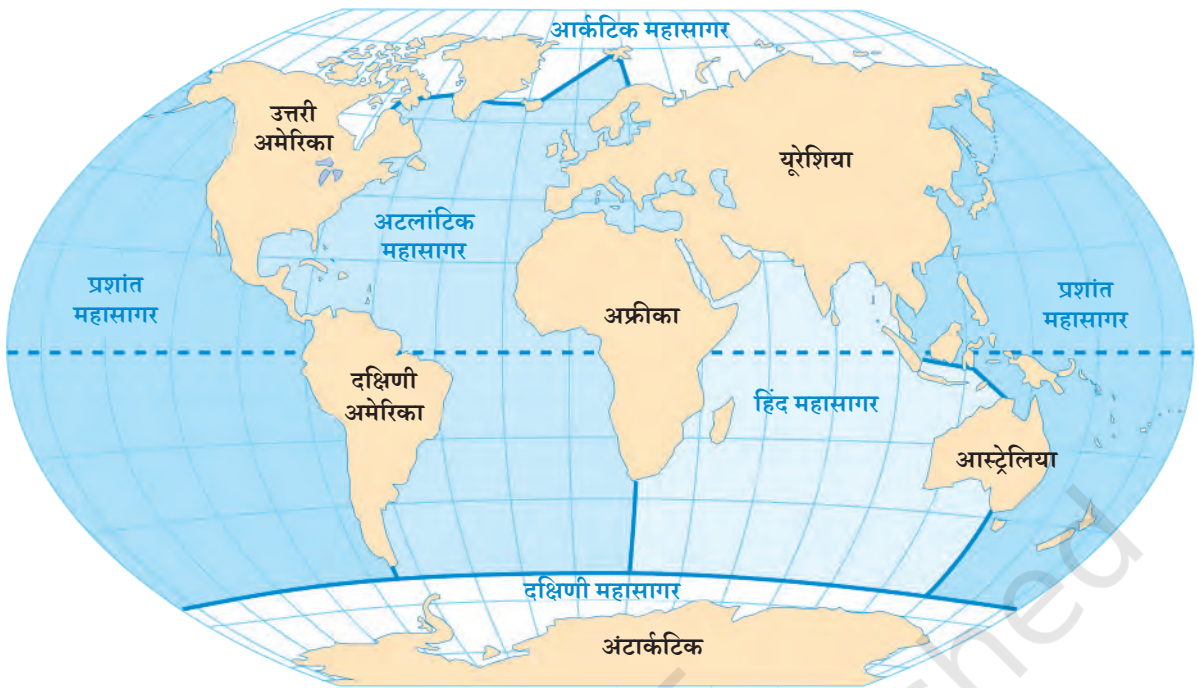 आर्कटिक महासागर
उत्तरी
अमेरिका
यूरेशिया
अटलांटिक
महासागर
प्रशांत
महासागर
अफ्रीका
प्रशांत
महासागर
दक्षिणी
अमेरिका
हिंद महासागर
आस्ट्रेलिया
दक्षिणी महासागर
अंटार्कटिक